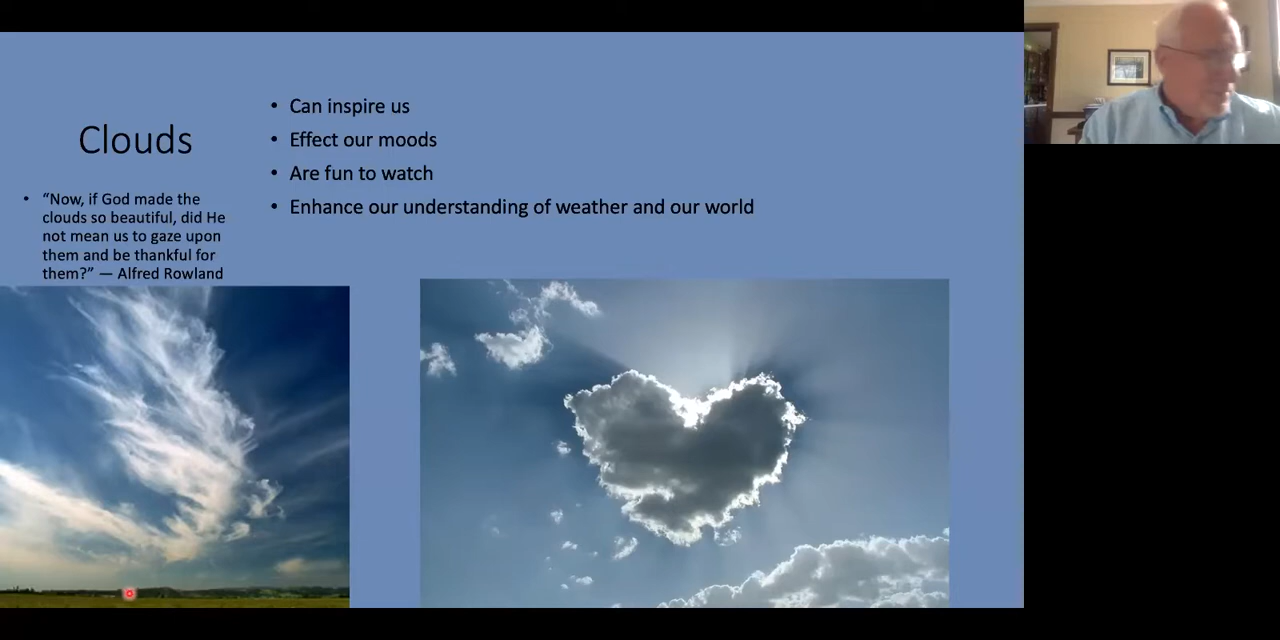 Clouds
• “Now, if God made the
clouds so beautiful, did He
not mean us to gaze upon
them and be thankful for
them?” — Alfred Rowland
• Can inspire us
• Effect our moods
• Are fun to watch
• Enhance our understanding of weather and our world